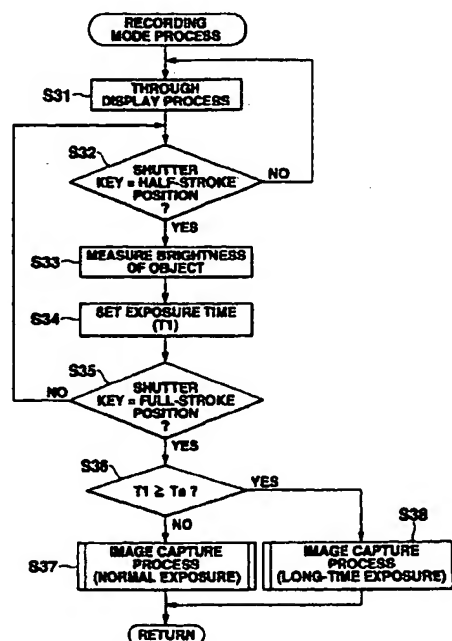 RECORDING
MODE PROCESS
S31
THROUGH
DISPLAY PROCESS
S32
SHUTTER
KEY = HALF-STROKE
POSITION
?
NO
YES
S33
MEASURE BRIGHTNESS
OF OBJECT
S34
SET EXPOSURE TIME
(T1)
S35
SHUTTER
KEY = FULL-STROKE
POSITION
?
NO
YES
S36
T1 ≥ Ta ?
YES
NO
S37
IMAGE CAPTURE
PROCESS
(NORMAL EXPOSURE)
S38
IMAGE CAPTURE
PROCESS
(LONG-TIME EXPOSURE)
RETURN